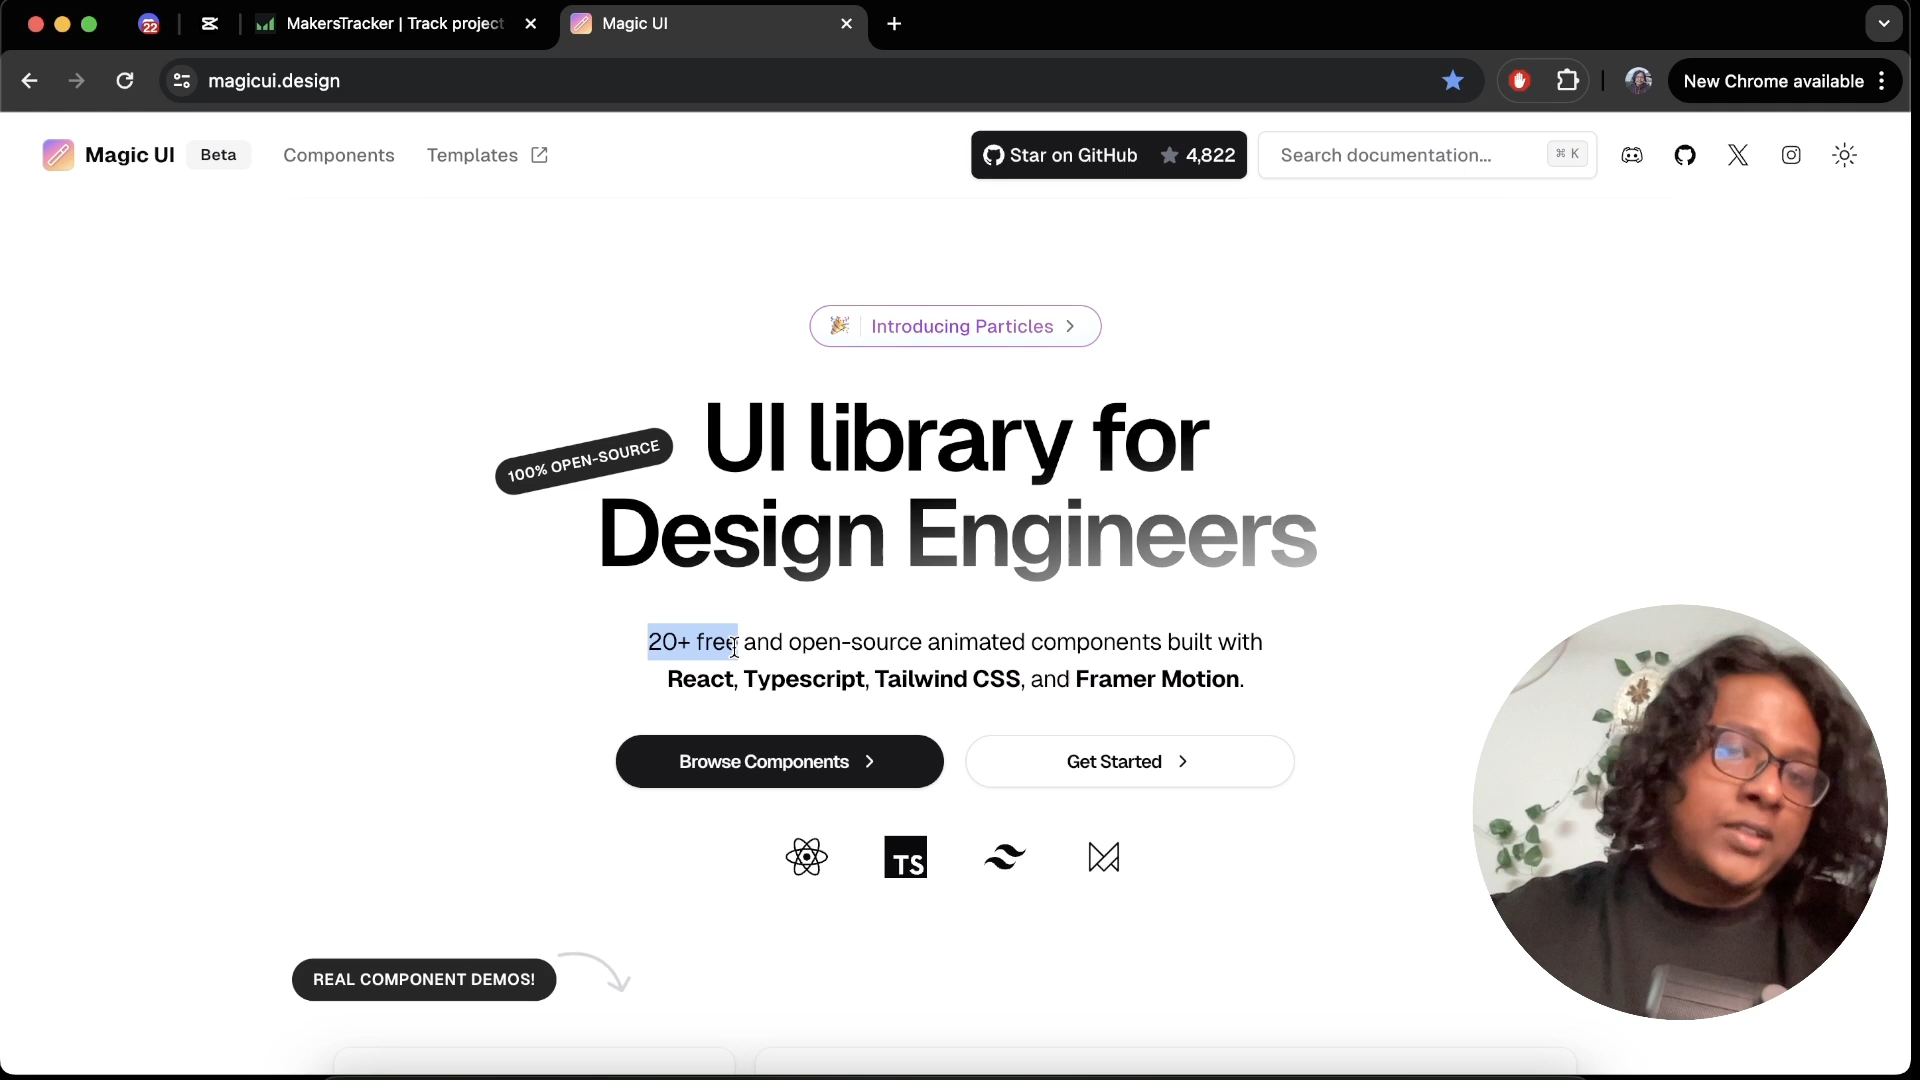 22
MakersTracker | Track project
Magic UI
magicui.design
New Chrome available
Magic UI
Beta
Components
Templates
Star on GitHub
4,822
Search documentation...
⌘ K
Introducing Particles
100% OPEN-SOURCE
UI library for
Design Engineers
20+ free and open-source animated components built with
React, Typescript, Tailwind CSS, and Framer Motion.
Browse Components
Get Started
TS
REAL COMPONENT DEMOS!